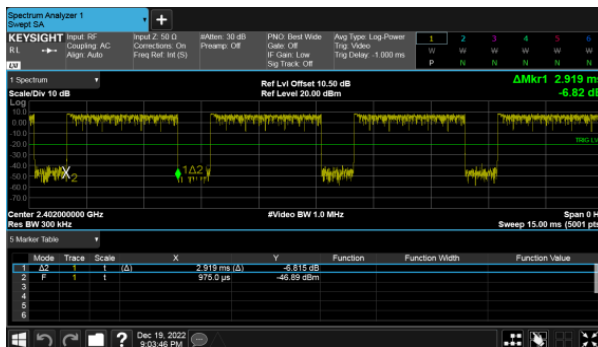 Spectrum Analyzer 1
Swept SA
KEYSIGHT Input: RF Input Z: 50 Ω #Atten: 30 dB PNO: Best Wide Avg Type: Log-Power 1 2 3 4 5 6
RL Coupling: AC Corrections: On Preamp: Off Gate: Off Trig: Video W W W W W W
Align: Auto Freq Ref: Int (S) IF Gain: Low Trig Delay: -1.000 ms P N N N N N
Sig Track: Off
LXI
1 Spectrum ΔMkr1 2.919 ms
Ref Lvl Offset 10.50 dB
Scale/Div 10 dB Ref Level 20.00 dBm -6.82 dB
Log
10.0
0.00
-10.0
-20.0 TRIG LVL
-30.0
-40.0
-50.0 X2 1Δ2
-60.0
-70.0
Center 2.402000000 GHz #Video BW 1.0 MHz Span 0 H
Res BW 300 kHz Sweep 15.00 ms (5001 pts
5 Marker Table
Mode Trace Scale X Y Function Function Width Function Value
1 Δ2 1 t (Δ) 2.919 ms (Δ) -6.815 dB
2 F 1 t 975.0 µs -46.89 dBm
3
4
5
6
Dec 19, 2022
9:03:46 PM